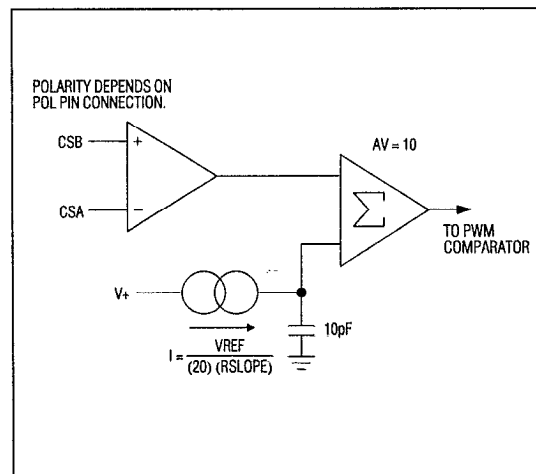 POLARITY DEPENDS ON
POL PIN CONNECTION.
CSB
+
AV = 10
CSA
−
Σ
TO PWM
COMPARATOR
V+
10pF
I = VREF
(20) (RSLOPE)